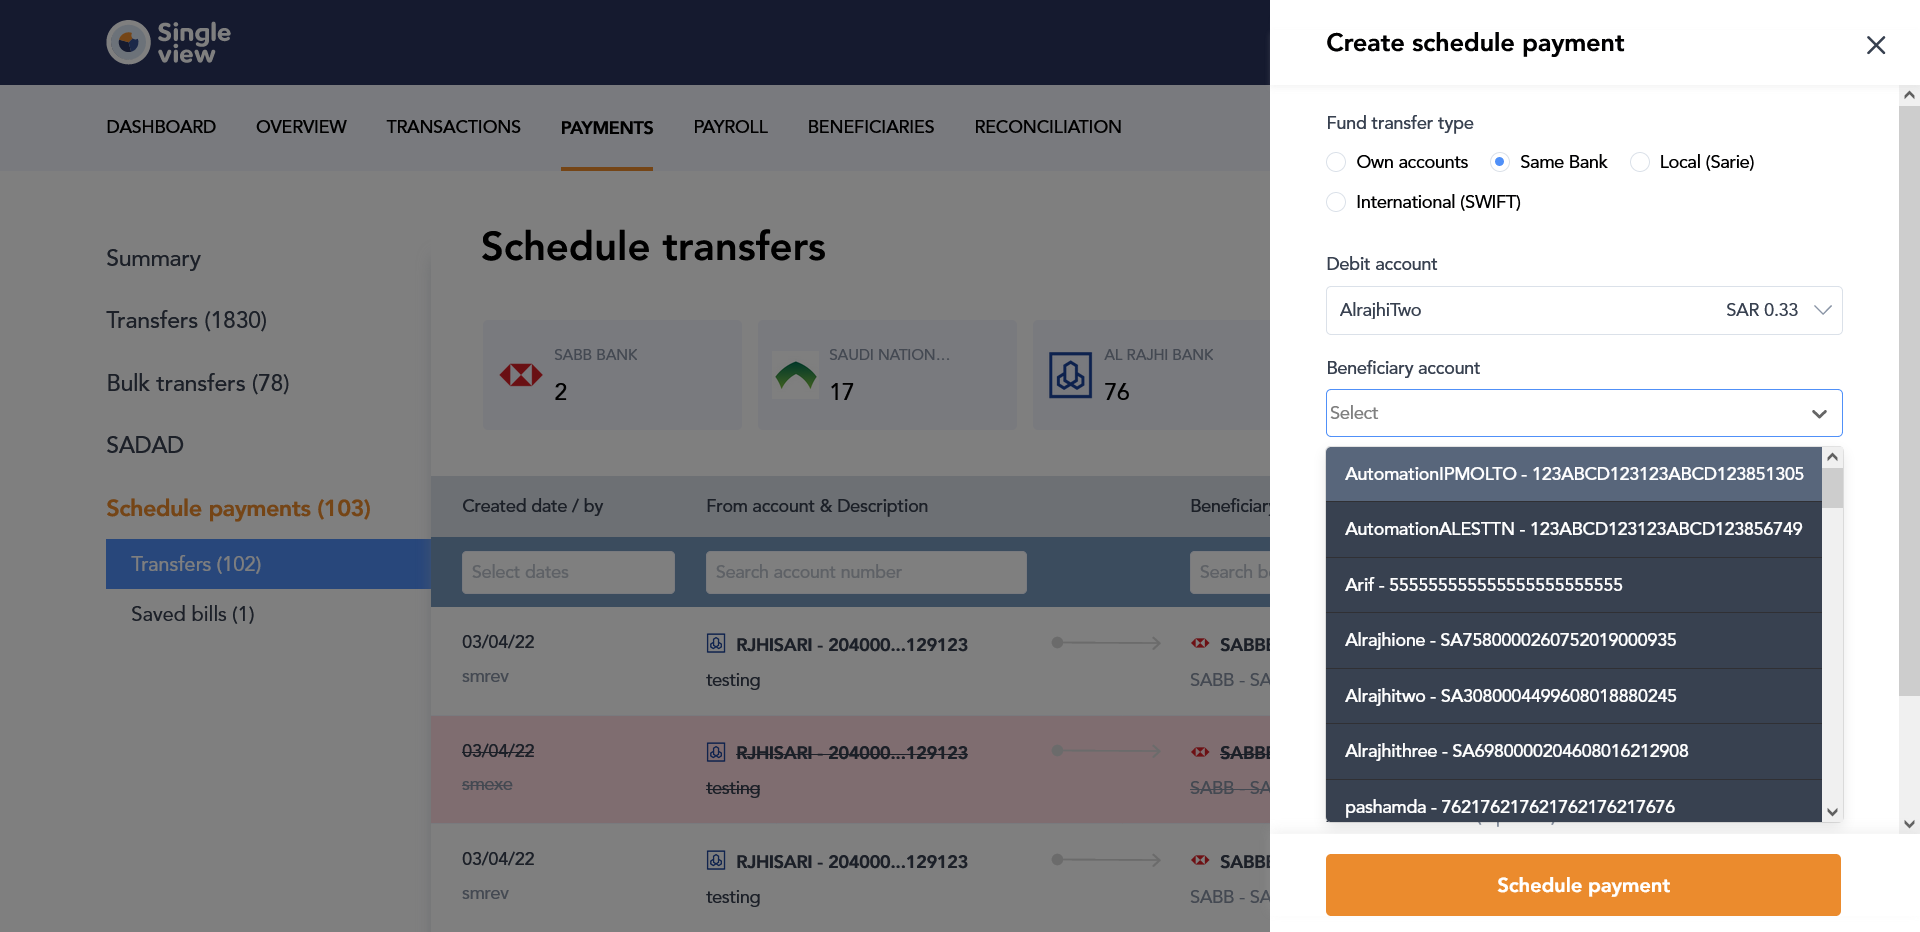 Single
view
DASHBOARD OVERVIEW TRANSACTIONS PAYMENTS PAYROLL BENEFICIARIES RECONCILIATION
Summary
Transfers (1830)
Bulk transfers (78)
SADAD
Schedule payments (103)
Transfers (102)
Saved bills (1)
Schedule transfers
SABB BANK
2
SAUDI NATION...
17
AL RAJHI BANK
76
Created date / by From account & Description Beneficiary
Select dates Search account number Search b
03/04/22 RJHISARI - 204000...129123 SABBE
smrev testing SABB - SA
03/04/22 RJHISARI - 204000...129123 SABBE
smexe testing SABB - SA
03/04/22 RJHISARI - 204000...129123 SABBE
smrev testing SABB - SA
Create schedule payment
Fund transfer type
Own accounts Same Bank Local (Sarie)
International (SWIFT)
Debit account
AlrajhiTwo SAR 0.33
Beneficiary account
Select
AutomationIPMOLTO - 123ABCD123123ABCD123851305
AutomationALESTTN - 123ABCD123123ABCD123856749
Arif - 555555555555555555555555
Alrajhione - SA7580000260752019000935
Alrajhitwo - SA3080004499608018880245
Alrajhithree - SA6980000204608016212908
pashamda - 762176217621762176217676
Schedule payment